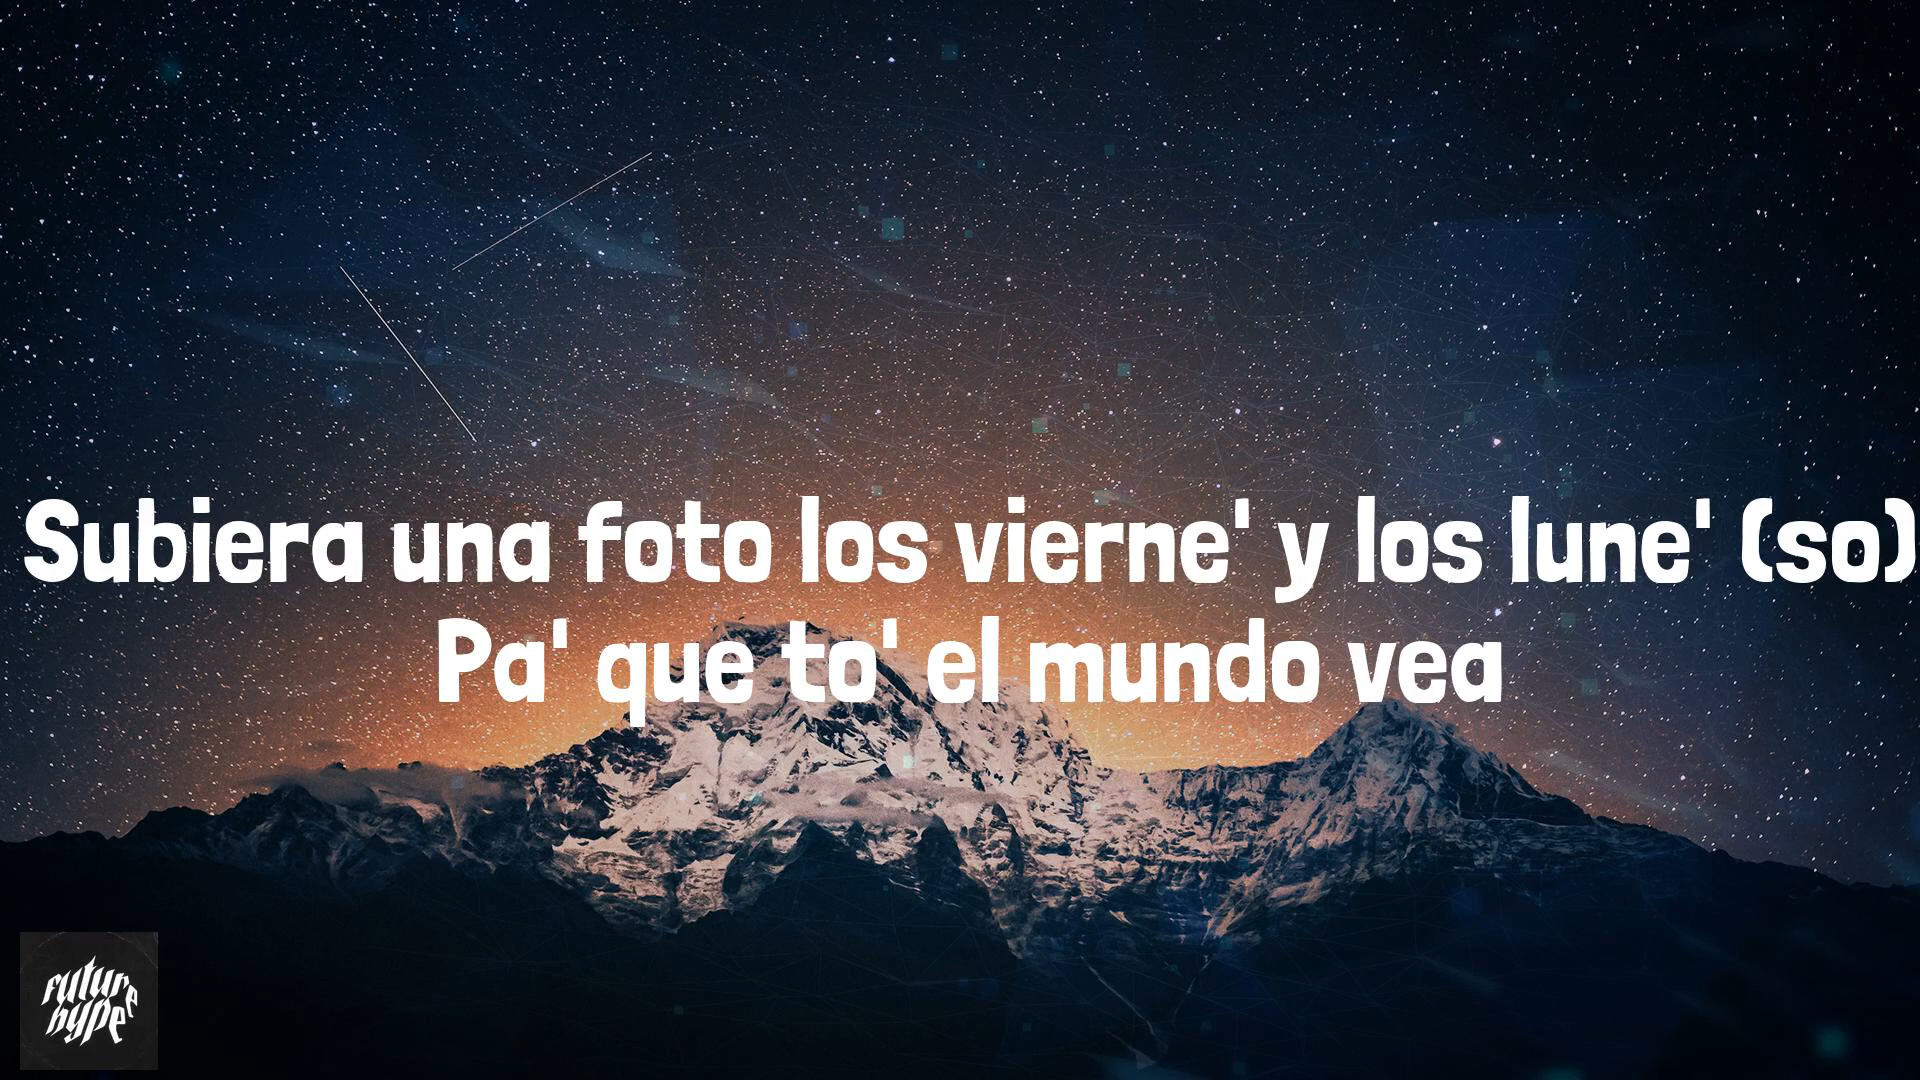 Subiera una foto los vierne' y los lune' (so)
Pa' que to' el mundo vea
future
hype